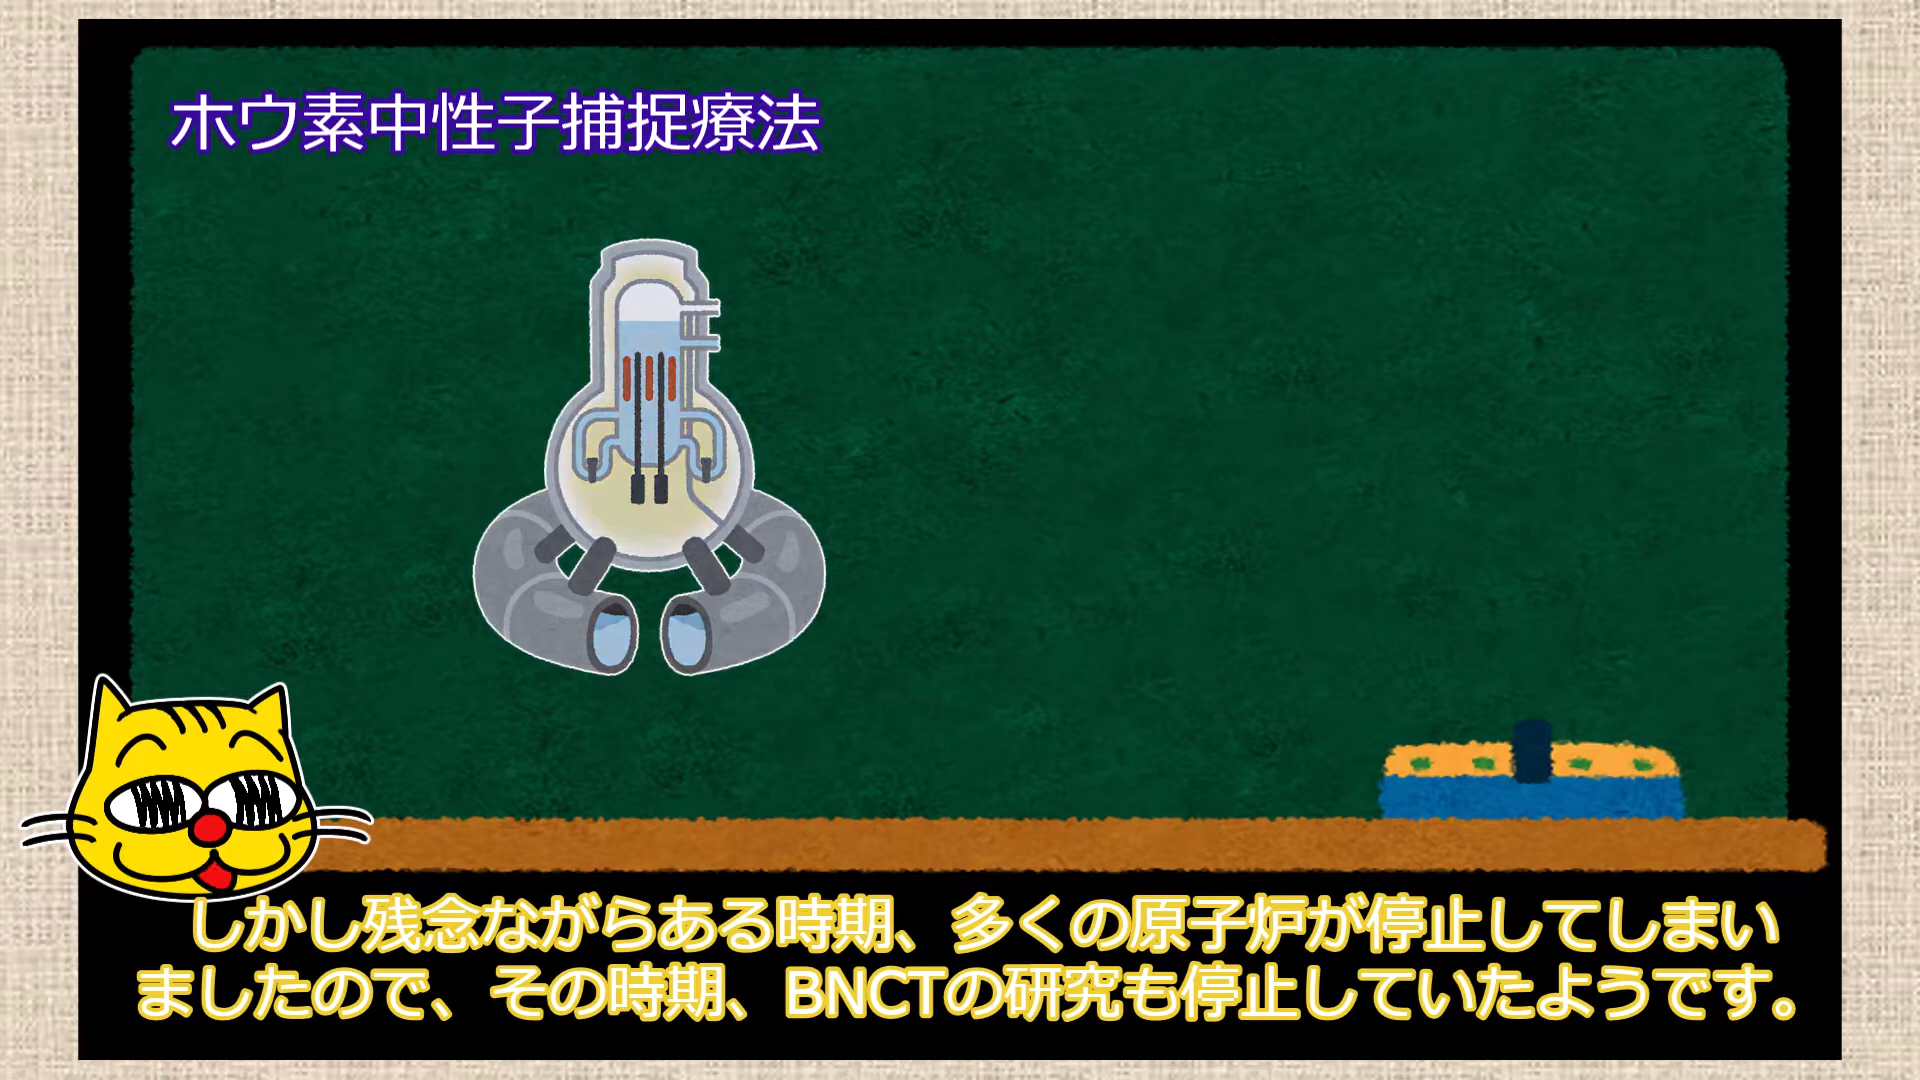 ホウ素中性子捕捉療法
しかし残念ながらある時期、多くの原子炉が停止してしまい
ましたので、その時期、BNCTの研究も停止していたようです。